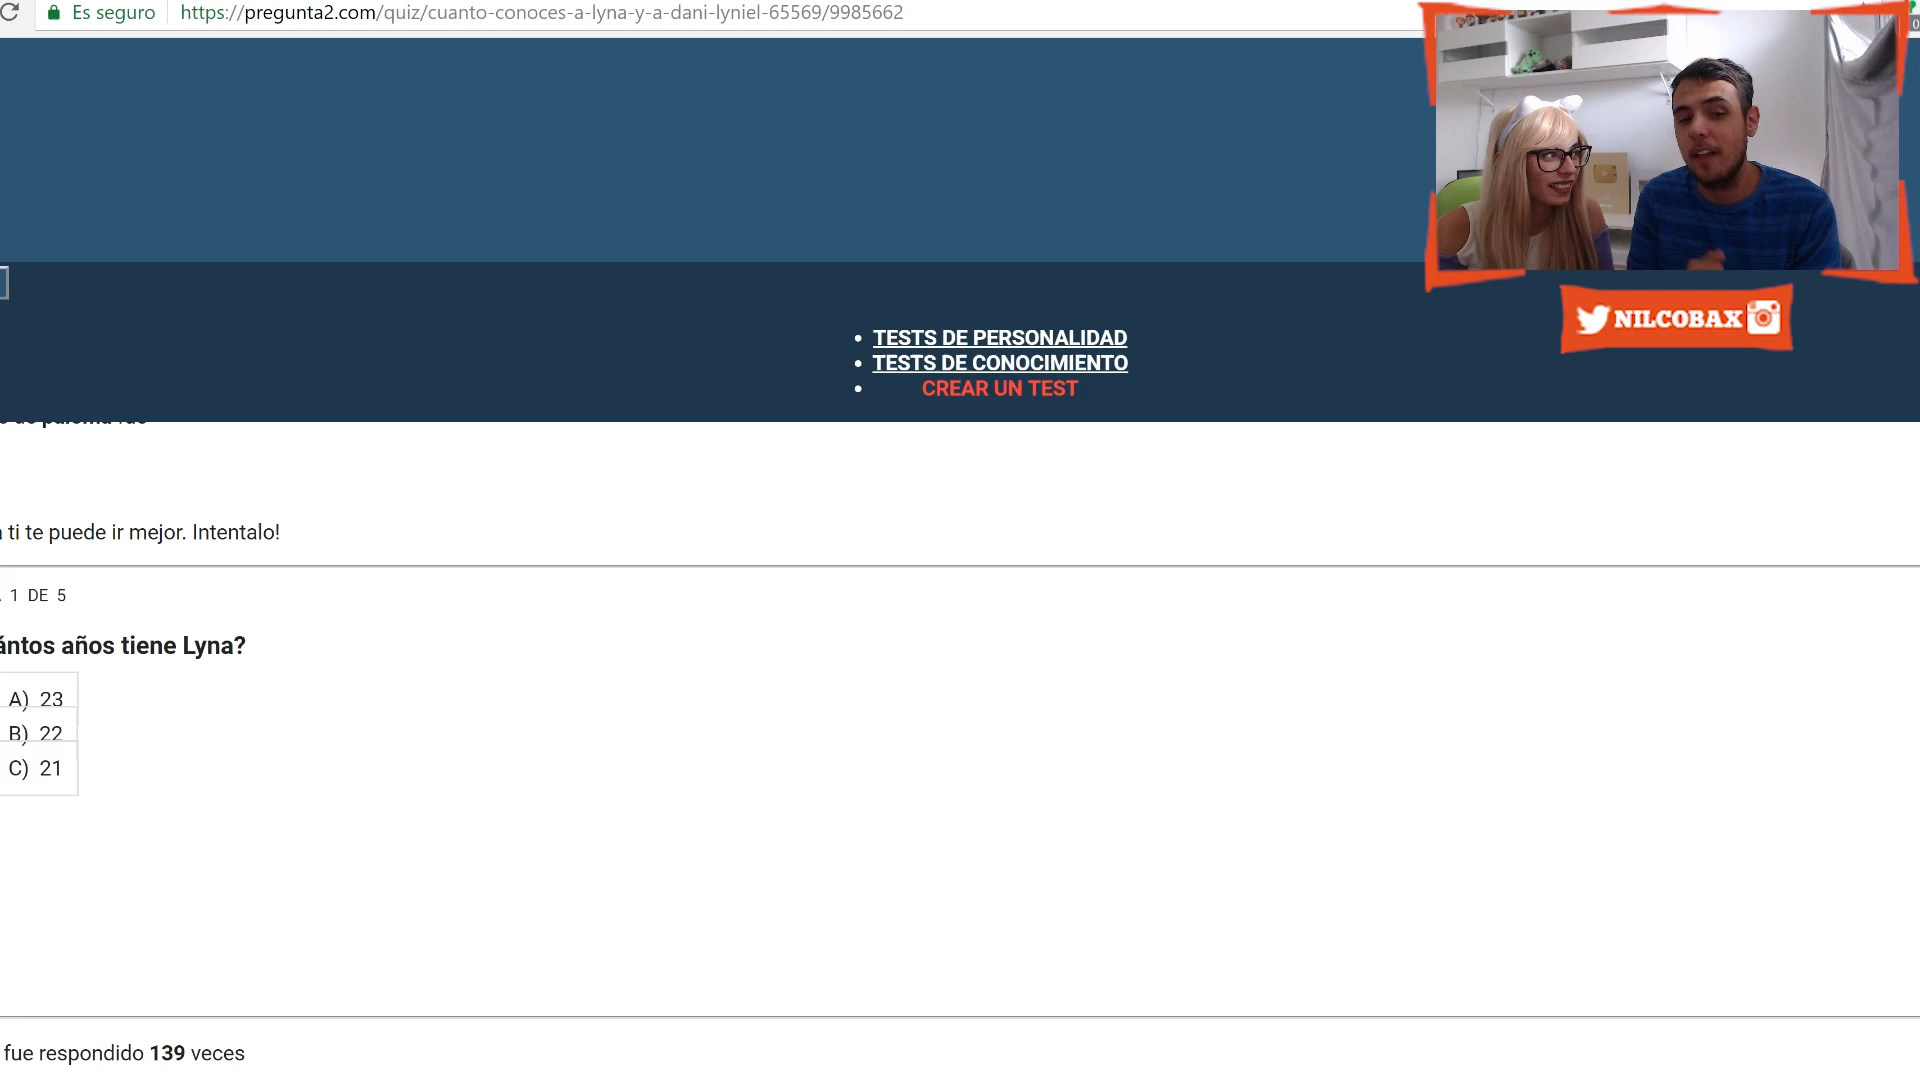 Es seguro https://pregunta2.com/quiz/cuanto-conoces-a-lyna-y-a-dani-lyniel-65569/9985662
NILCOBAX
TESTS DE PERSONALIDAD
TESTS DE CONOCIMIENTO
CREAR UN TEST
ti te puede ir mejor. Intentalo!
1 DE 5
ántos años tiene Lyna?
A) 23
B) 22
C) 21
fue respondido 139 veces